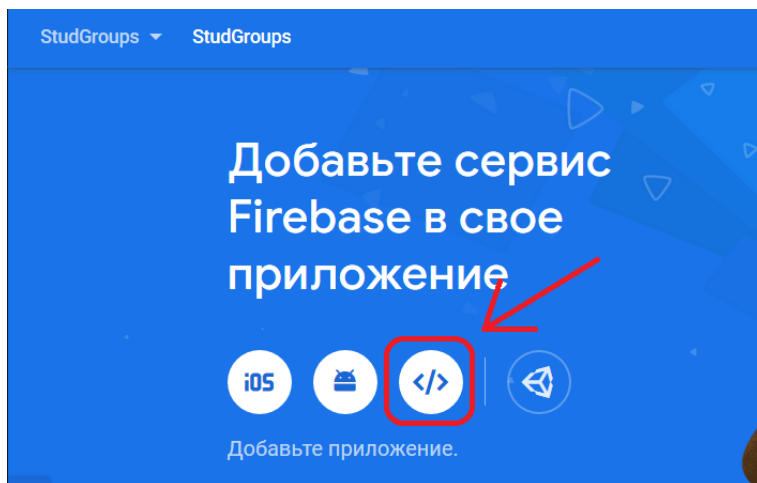 StudGroups StudGroups
Добавьте сервис
Firebase в свое
приложение
iOS </>
Добавьте приложение.